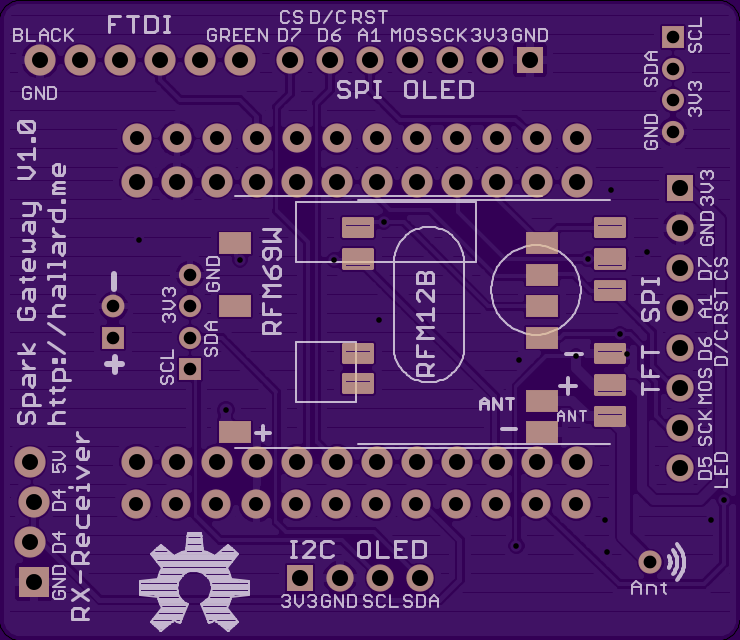 CS D/C RST
BLACK FTDI GREEN D7 D6 A1 MOS SCK 3V3 GND
GND
SPI OLED
SCL
SDA
3V3
GND
Spark Gateway V1.0
http://hallard.me
GND
3V3
SDA
SCL
RFM69W
RFM12B
ANT
ANT
+
-
+
-
+
-
TFT SPI
3V3
GND
D7 CS
A1 RST
D6 D/C
MOS
SCK
D5 LED
5V
D4
D4
GND
RX-Receiver
I2C OLED
3V3 GND SCL SDA
Ant